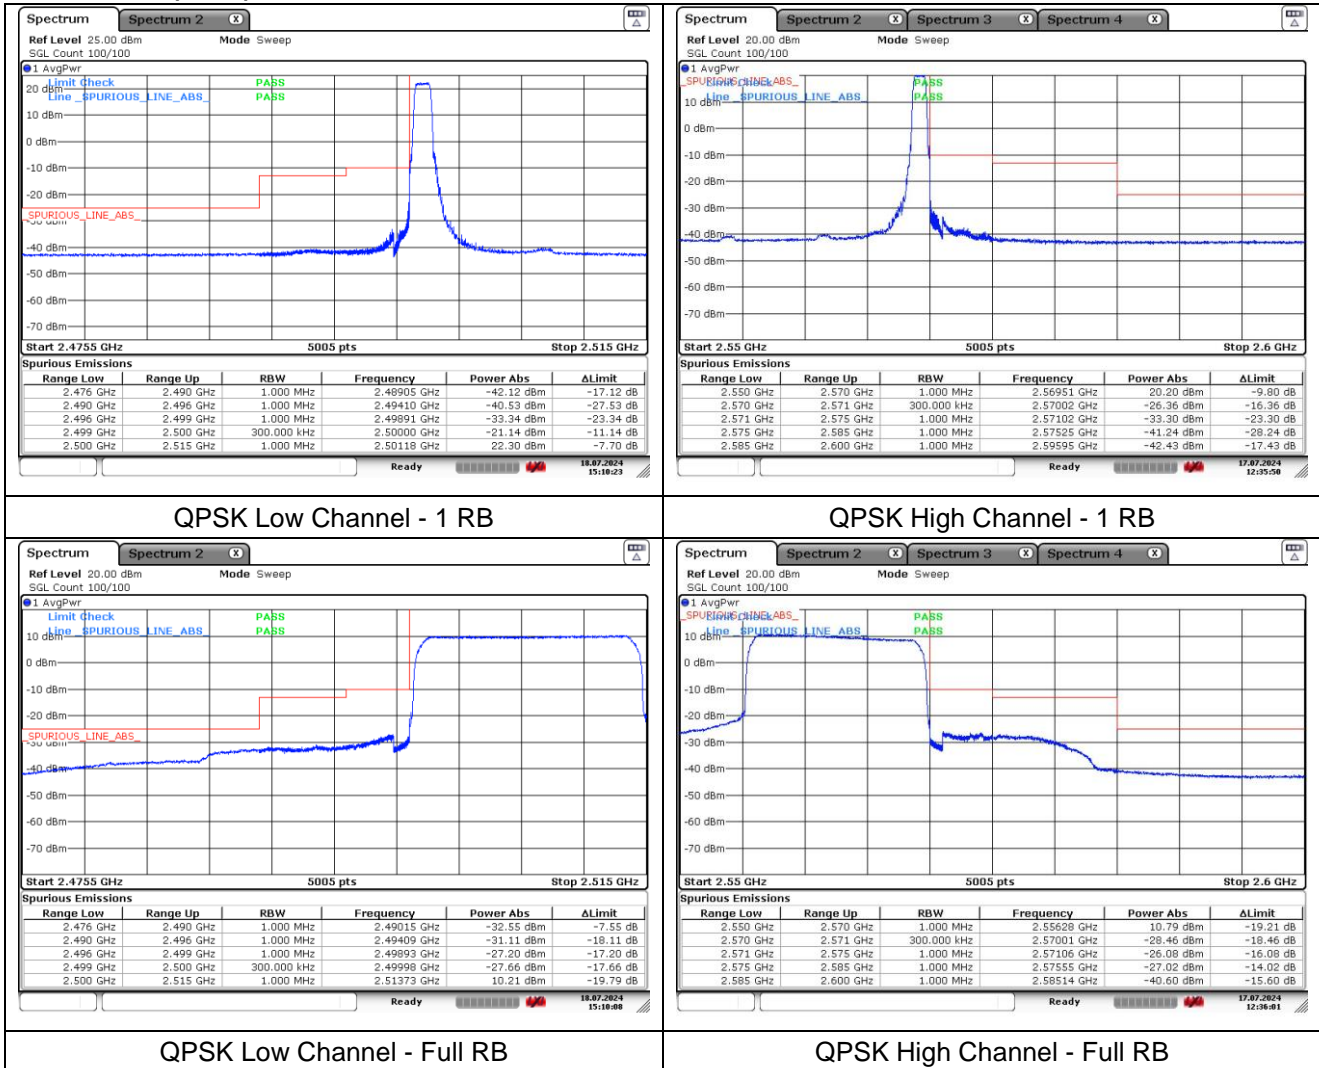 Spectrum Spectrum 2 X
Ref Level 25.00 dBm Mode Sweep
SGL Count 100/100
1 AvgPwr
Limit Check PASS
Line _SPURIOUS_LINE_ABS_ PASS
20 dBm
10 dBm
0 dBm
-10 dBm
-20 dBm
_SPURIOUS_LINE_ABS_
-30 dBm
-40 dBm
-50 dBm
-60 dBm
-70 dBm
Start 2.4755 GHz 5005 pts Stop 2.515 GHz
Spurious Emissions
Range Low Range Up RBW Frequency Power Abs ΔLimit
2.476 GHz 2.490 GHz 1.000 MHz 2.48905 GHz -42.12 dBm -17.12 dB
2.490 GHz 2.496 GHz 1.000 MHz 2.49410 GHz -40.53 dBm -27.53 dB
2.496 GHz 2.499 GHz 1.000 MHz 2.49891 GHz -33.34 dBm -23.34 dB
2.499 GHz 2.500 GHz 300.000 kHz 2.50000 GHz -21.14 dBm -11.14 dB
2.500 GHz 2.515 GHz 1.000 MHz 2.50118 GHz 22.30 dBm -7.70 dB
Ready 18.07.2024
15:10:23
QPSK Low Channel - 1 RB
Spectrum Spectrum 2 X Spectrum 3 X Spectrum 4 X
Ref Level 20.00 dBm Mode Sweep
SGL Count 100/100
1 AvgPwr
_SPURIOUS_LINE_ABS_
Limit Check PASS
Line _SPURIOUS_LINE_ABS_ PASS
10 dBm
0 dBm
-10 dBm
-20 dBm
-30 dBm
-40 dBm
-50 dBm
-60 dBm
-70 dBm
Start 2.55 GHz 5005 pts Stop 2.6 GHz
Spurious Emissions
Range Low Range Up RBW Frequency Power Abs ΔLimit
2.550 GHz 2.570 GHz 1.000 MHz 2.56951 GHz 20.20 dBm -9.80 dB
2.570 GHz 2.571 GHz 300.000 kHz 2.57002 GHz -26.36 dBm -16.36 dB
2.571 GHz 2.575 GHz 1.000 MHz 2.57102 GHz -33.30 dBm -23.30 dB
2.575 GHz 2.585 GHz 1.000 MHz 2.57525 GHz -41.24 dBm -28.24 dB
2.585 GHz 2.600 GHz 1.000 MHz 2.59595 GHz -42.43 dBm -17.43 dB
Ready 17.07.2024
12:35:50
QPSK High Channel - 1 RB
Spectrum Spectrum 2 X
Ref Level 20.00 dBm Mode Sweep
SGL Count 100/100
1 AvgPwr
Limit Check PASS
Line _SPURIOUS_LINE_ABS_ PASS
10 dBm
0 dBm
-10 dBm
-20 dBm
_SPURIOUS_LINE_ABS_
-30 dBm
-40 dBm
-50 dBm
-60 dBm
-70 dBm
Start 2.4755 GHz 5005 pts Stop 2.515 GHz
Spurious Emissions
Range Low Range Up RBW Frequency Power Abs ΔLimit
2.476 GHz 2.490 GHz 1.000 MHz 2.49015 GHz -32.55 dBm -7.55 dB
2.490 GHz 2.496 GHz 1.000 MHz 2.49409 GHz -31.11 dBm -18.11 dB
2.496 GHz 2.499 GHz 1.000 MHz 2.49893 GHz -27.20 dBm -17.20 dB
2.499 GHz 2.500 GHz 300.000 kHz 2.49998 GHz -27.66 dBm -17.66 dB
2.500 GHz 2.515 GHz 1.000 MHz 2.51373 GHz 10.21 dBm -19.79 dB
Ready 18.07.2024
15:10:08
QPSK Low Channel - Full RB
Spectrum Spectrum 2 X Spectrum 3 X Spectrum 4 X
Ref Level 20.00 dBm Mode Sweep
SGL Count 100/100
1 AvgPwr
_SPURIOUS_LINE_ABS_
Limit Check PASS
Line _SPURIOUS_LINE_ABS_ PASS
10 dBm
0 dBm
-10 dBm
-20 dBm
-30 dBm
-40 dBm
-50 dBm
-60 dBm
-70 dBm
Start 2.55 GHz 5005 pts Stop 2.6 GHz
Spurious Emissions
Range Low Range Up RBW Frequency Power Abs ΔLimit
2.550 GHz 2.570 GHz 1.000 MHz 2.55628 GHz 10.79 dBm -19.21 dB
2.570 GHz 2.571 GHz 300.000 kHz 2.57001 GHz -28.46 dBm -18.46 dB
2.571 GHz 2.575 GHz 1.000 MHz 2.57106 GHz -26.08 dBm -16.08 dB
2.575 GHz 2.585 GHz 1.000 MHz 2.57555 GHz -27.02 dBm -14.02 dB
2.585 GHz 2.600 GHz 1.000 MHz 2.58514 GHz -40.60 dBm -15.60 dB
Ready 17.07.2024
12:36:01
QPSK High Channel - Full RB